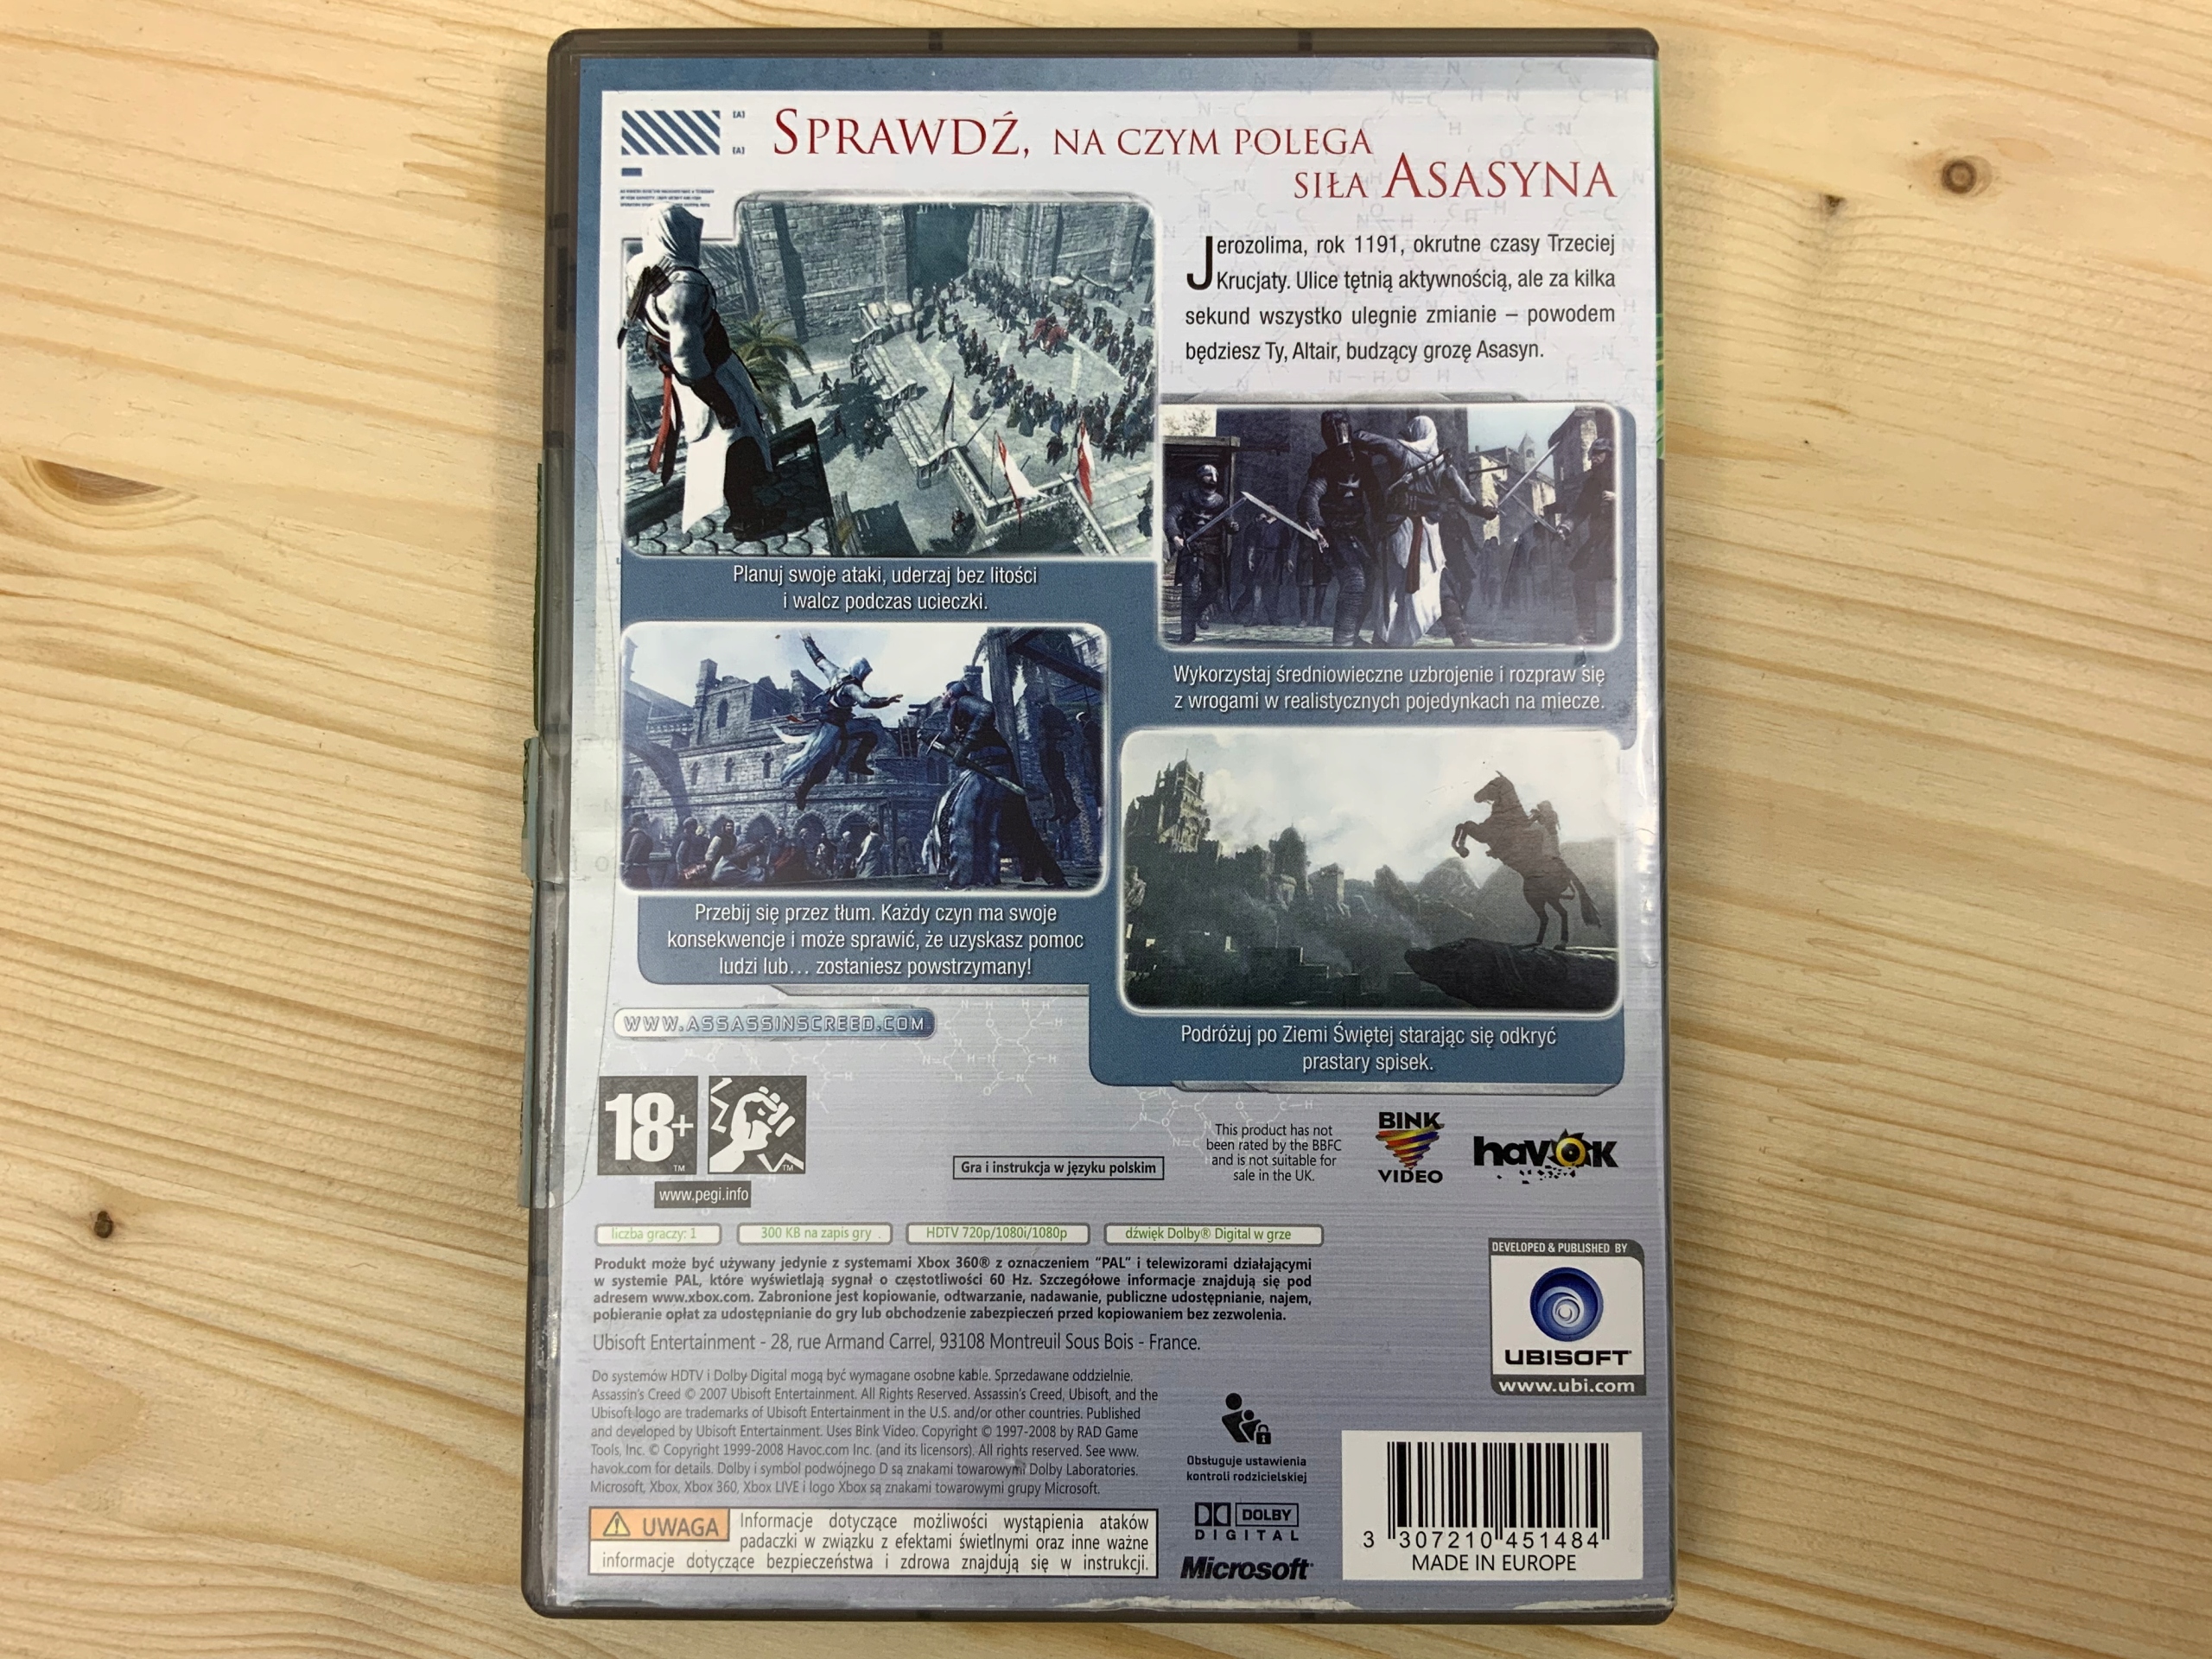 [A]
[A]
SPRAWDŹ, NA CZYM POLEGA
SIŁA ASASYNA
Jerozolima, rok 1191, okrutne czasy Trzeciej
Krucjaty. Ulice tętnią aktywnością, ale za kilka
sekund wszystko ulegnie zmianie – powodem
będziesz Ty, Altair, budzący grozę Asasyn.
Planuj swoje ataki, uderzaj bez litości
i walcz podczas ucieczki.
Wykorzystaj średniowieczne uzbrojenie i rozpraw się
z wrogami w realistycznych pojedynkach na miecze.
Przebij się przez tłum. Każdy czyn ma swoje
konsekwencje i może sprawić, że uzyskasz pomoc
ludzi lub… zostaniesz powstrzymany!
Podróżuj po Ziemi Świętej starając się odkryć
prastary spisek.
WWW.ASSASSINSCREED.COM
18+
TM
TM
www.pegi.info
Gra i instrukcja w języku polskim
This product has not
been rated by the BBFC
and is not suitable for
sale in the UK.
BINK
VIDEO
havok
liczba graczy: 1
300 KB na zapis gry
HDTV 720p/1080i/1080p
dźwięk Dolby® Digital w grze
Produkt może być używany jedynie z systemami Xbox 360® z oznaczeniem "PAL" i telewizorami działającymi
w systemie PAL, które wyświetlają sygnał o częstotliwości 60 Hz. Szczegółowe informacje znajdują się pod
adresem www.xbox.com. Zabronione jest kopiowanie, odtwarzanie, nadawanie, publiczne udostępnianie, najem,
pobieranie opłat za udostępnianie do gry lub obchodzenie zabezpieczeń przed kopiowaniem bez zezwolenia.
Ubisoft Entertainment - 28, rue Armand Carrel, 93108 Montreuil Sous Bois - France.
DEVELOPED & PUBLISHED BY
UBISOFT
www.ubi.com
Do systemów HDTV i Dolby Digital mogą być wymagane osobne kable. Sprzedawane oddzielnie.
Assassin's Creed © 2007 Ubisoft Entertainment. All Rights Reserved. Assassin's Creed, Ubisoft, and the
Ubisoft logo are trademarks of Ubisoft Entertainment in the U.S. and/or other countries. Published
and developed by Ubisoft Entertainment. Uses Bink Video. Copyright © 1997-2008 by RAD Game
Tools, Inc. © Copyright 1999-2008 Havoc.com Inc. (and its licensors). All rights reserved. See www.
havok.com for details. Dolby i symbol podwójnego D są znakami towarowymi Dolby Laboratories.
Microsoft, Xbox, Xbox 360, Xbox LIVE i logo Xbox są znakami towarowymi grupy Microsoft.
Obsługuje ustawienia
kontroli rodzicielskiej
DOLBY
DIGITAL
Microsoft
UWAGA
Informacje dotyczące możliwości wystąpienia ataków
padaczki w związku z efektami świetlnymi oraz inne ważne
informacje dotyczące bezpieczeństwa i zdrowa znajdują się w instrukcji.
3 307210 451484
MADE IN EUROPE